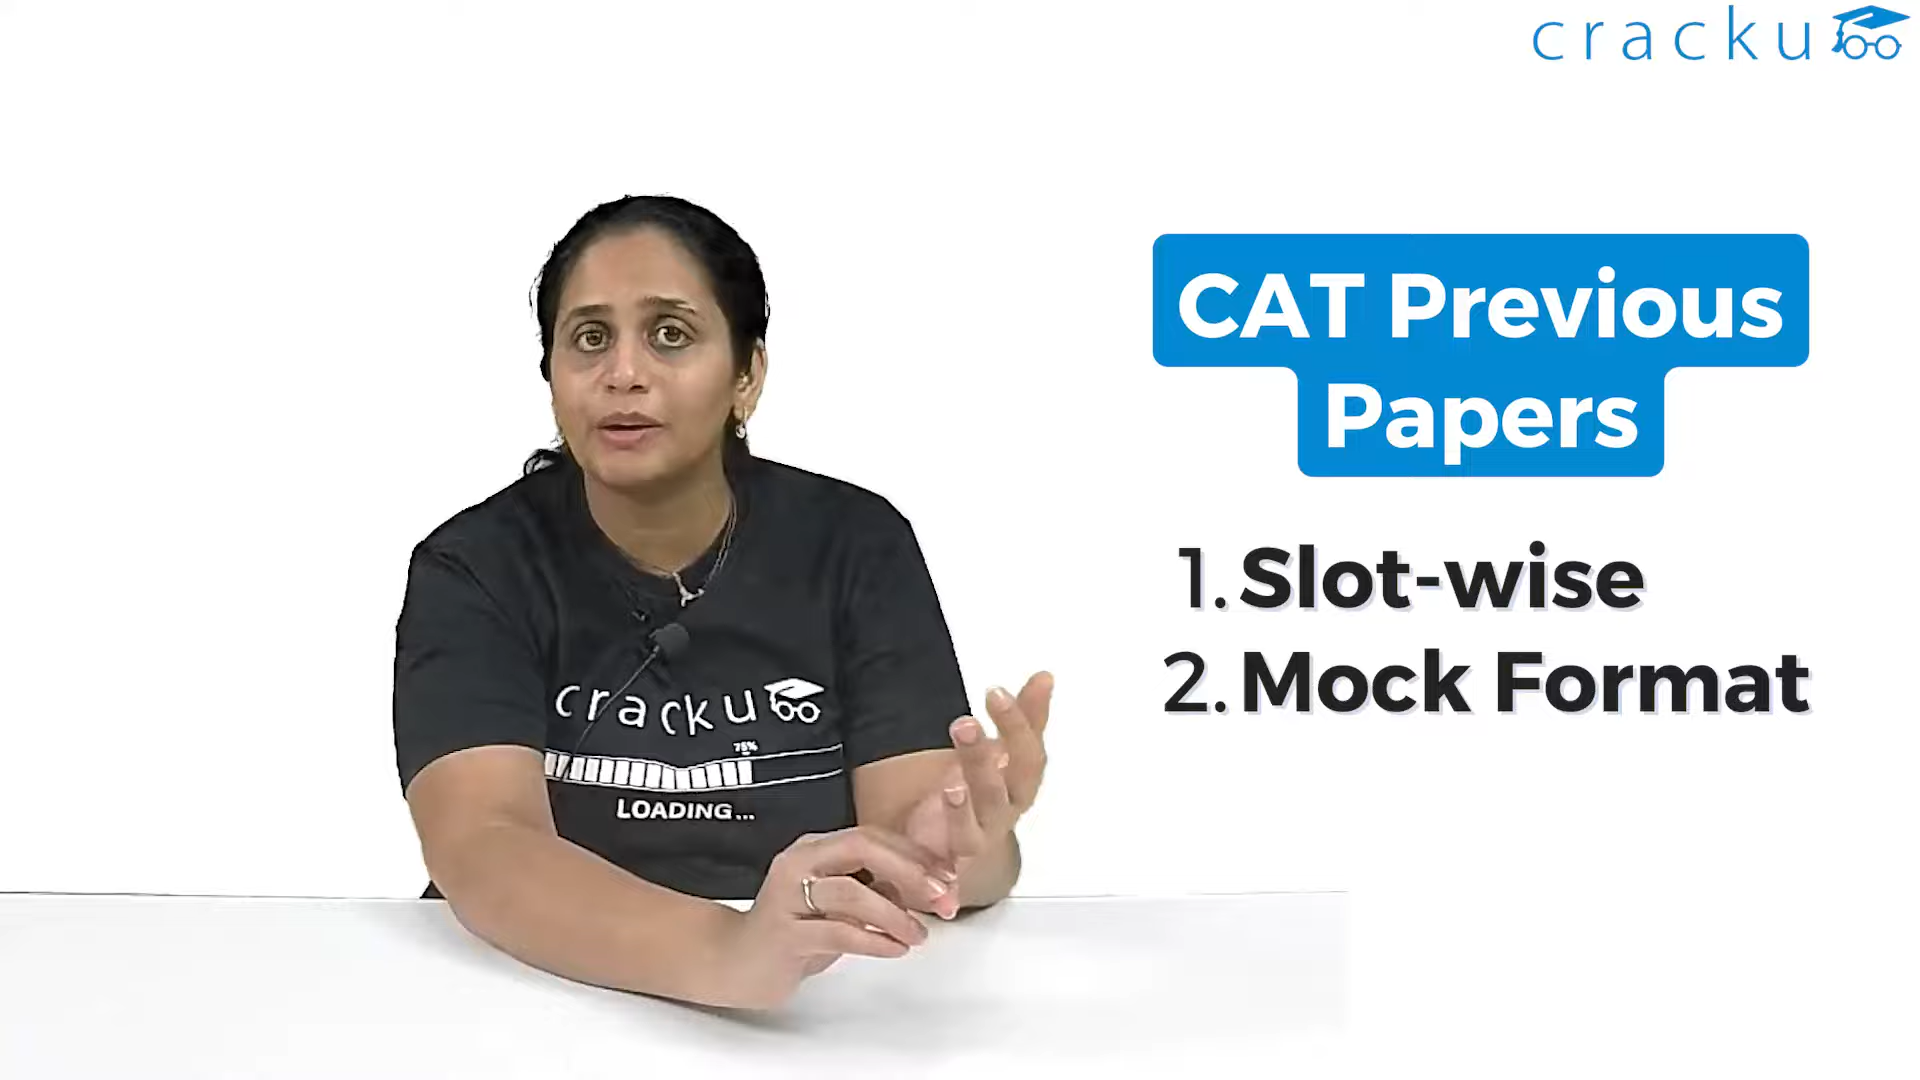 cracku
CAT Previous
Papers
1. Slot-wise
2. Mock Format
cracku
75%
LOADING...